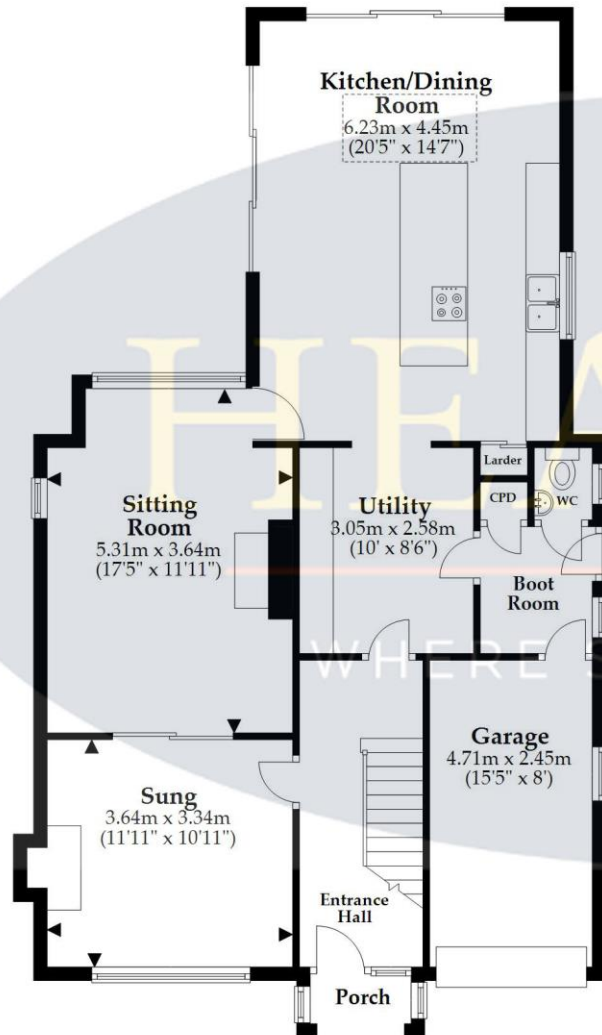 Kitchen/Dining
Room
6.23m x 4.45m
(20'5" x 14'7")
HEA
Larder
CPD
WC
Sitting
Room
5.31m x 3.64m
(17'5" x 11'11")
Utility
3.05m x 2.58m
(10' x 8'6")
Boot
Room
WHERE S
Garage
4.71m x 2.45m
(15'5" x 8')
Sung
3.64m x 3.34m
(11'11" x 10'11")
Entrance
Hall
Porch